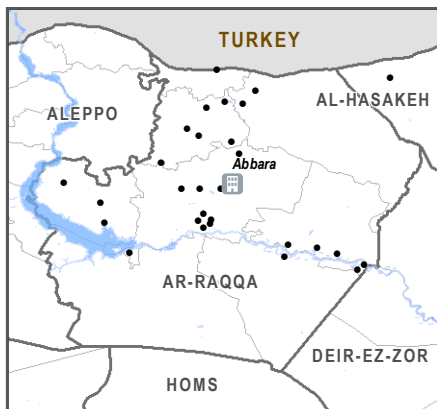 TURKEY
AL-HASAKEH
ALEPPO
Abbara
AR-RAQQA
DEIR-EZ-ZOR
HOMS